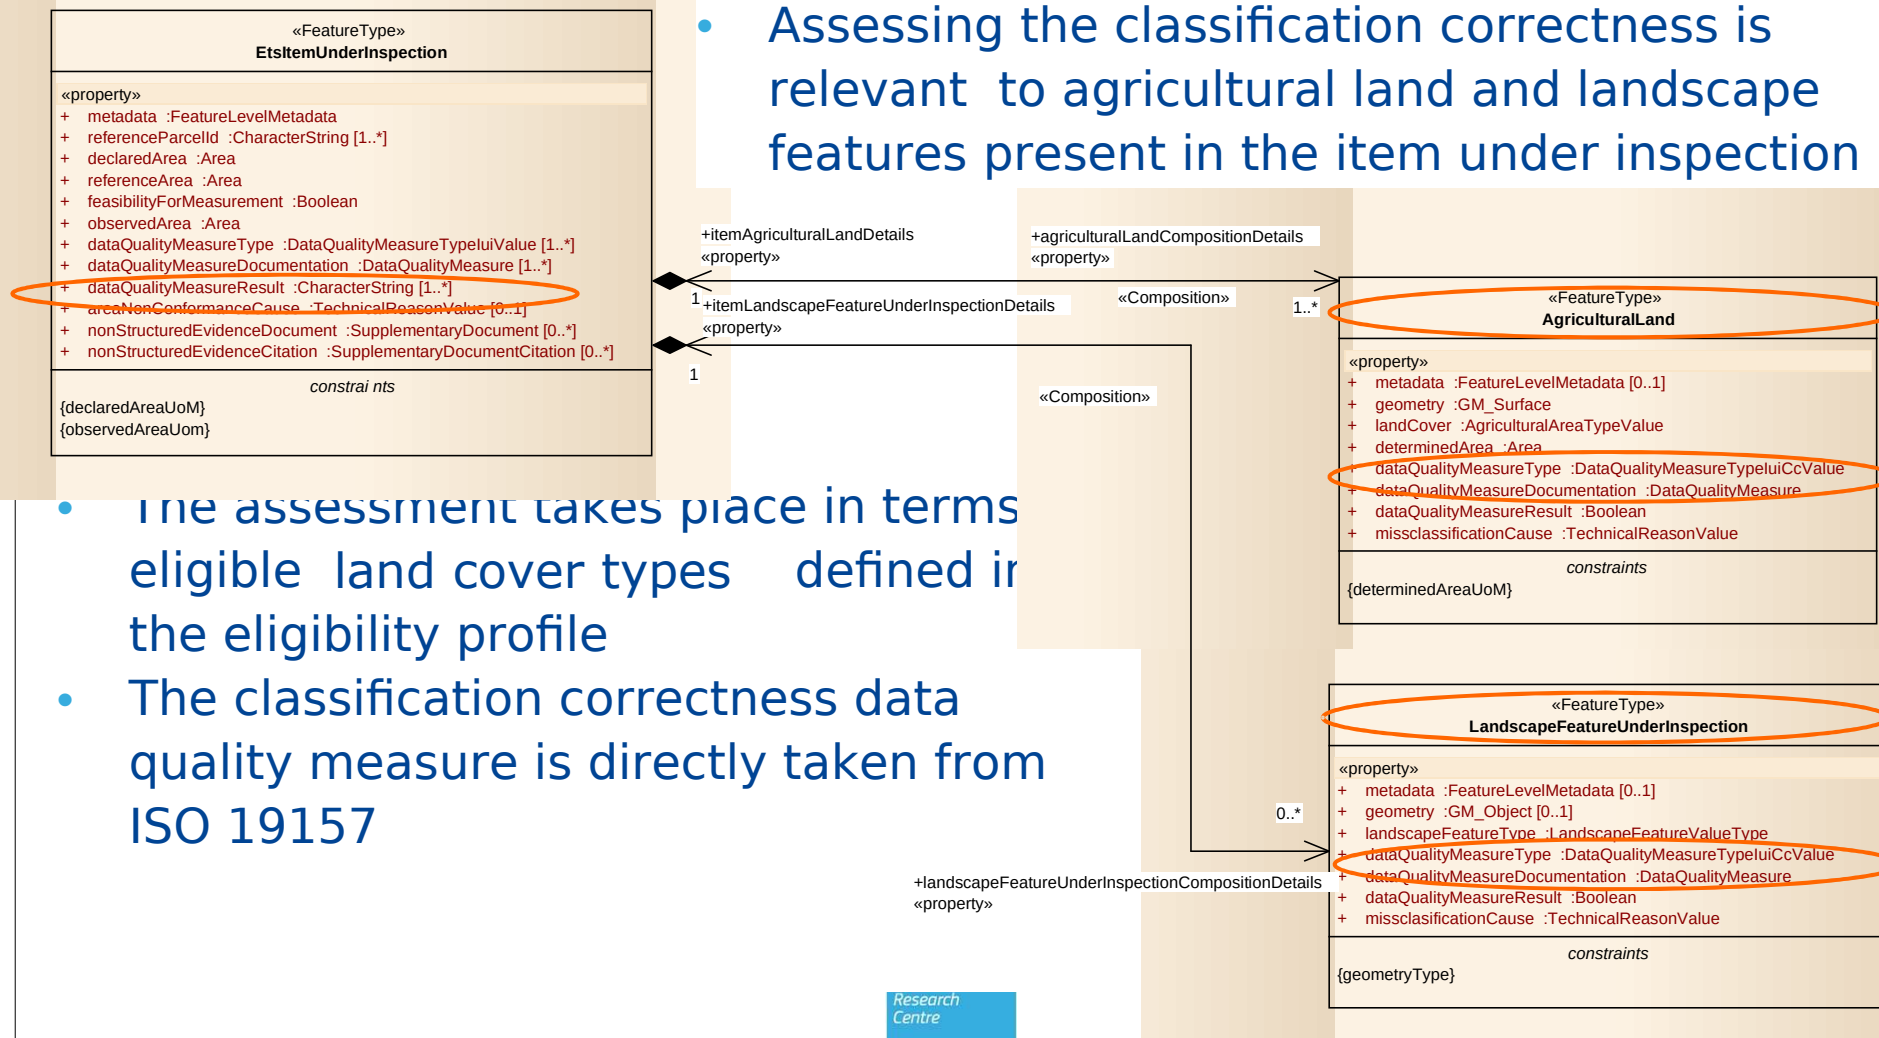 «FeatureType»
EtsItemUnderInspection
«property»
+ metadata :FeatureLevelMetadata
+ referenceParcelId :CharacterString [1..*]
+ declaredArea :Area
+ referenceArea :Area
+ feasibilityForMeasurement :Boolean
+ observedArea :Area
+ dataQualityMeasureType :DataQualityMeasureTypeIuiValue [1..*]
+ dataQualityMeasureDocumentation :DataQualityMeasure [1..*]
+ dataQualityMeasureResult :CharacterString [1..*]
+ areaNonConformanceCause :TechnicalReasonValue [0..1]
+ nonStructuredEvidenceDocument :SupplementaryDocument [0..*]
+ nonStructuredEvidenceCitation :SupplementaryDocumentCitation [0..*]
constrai nts
{declaredAreaUoM}
{observedAreaUom}
• Assessing the classification correctness is
relevant to agricultural land and landscape
features present in the item under inspection
+itemAgriculturalLandDetails
«property»
+agriculturalLandCompositionDetails
«property»
1
«Composition»
1..*
+itemLandscapeFeatureUnderInspectionDetails
«property»
1
«Composition»
«FeatureType»
AgriculturalLand
«property»
+ metadata :FeatureLevelMetadata [0..1]
+ geometry :GM_Surface
+ landCover :AgriculturalAreaTypeValue
+ determinedArea :Area
+ dataQualityMeasureType :DataQualityMeasureTypeIuiCcValue
+ dataQualityMeasureDocumentation :DataQualityMeasure
+ dataQualityMeasureResult :Boolean
+ missclassificationCause :TechnicalReasonValue
constraints
{determinedAreaUoM}
• The assessment takes place in terms
eligible land cover types defined in
the eligibility profile
• The classification correctness data
quality measure is directly taken from
ISO 19157
«FeatureType»
LandscapeFeatureUnderInspection
«property»
+ metadata :FeatureLevelMetadata [0..1]
+ geometry :GM_Object [0..1]
+ landscapeFeatureType :LandscapeFeatureValueType
+ dataQualityMeasureType :DataQualityMeasureTypeIuiCcValue
+ dataQualityMeasureDocumentation :DataQualityMeasure
+ dataQualityMeasureResult :Boolean
+ missclasificationCause :TechnicalReasonValue
constraints
{geometryType}
0..*
+landscapeFeatureUnderInspectionCompositionDetails
«property»
Research
Centre